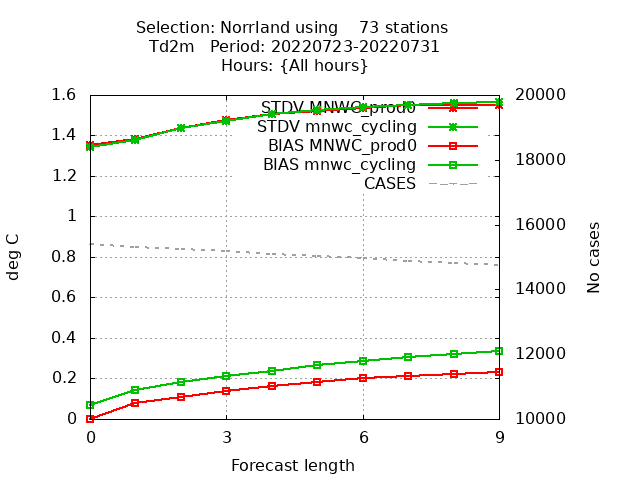 Selection: Norrland using 73 stations
Td2m Period: 20220723-20220731
Hours: {All hours}
1.6
1.4
1.2
1
0.8
0.6
0.4
0.2
0
20000
18000
16000
14000
12000
10000
STDV MNWC_prod0
STDV mnwc_cycling
BIAS MNWC_prod0
BIAS mnwc_cycling
CASES
deg C
No cases
0
3
6
9
Forecast length